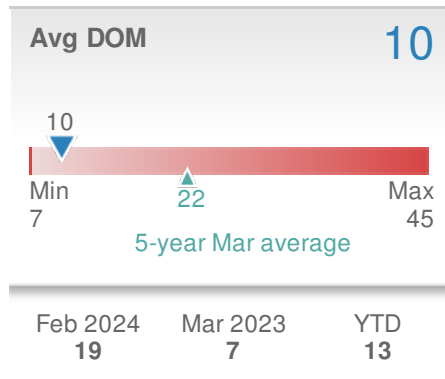 Avg DOM 10
10
Min Max
7 45
22
5-year Mar average
Feb 2024 Mar 2023 YTD
19 7 13